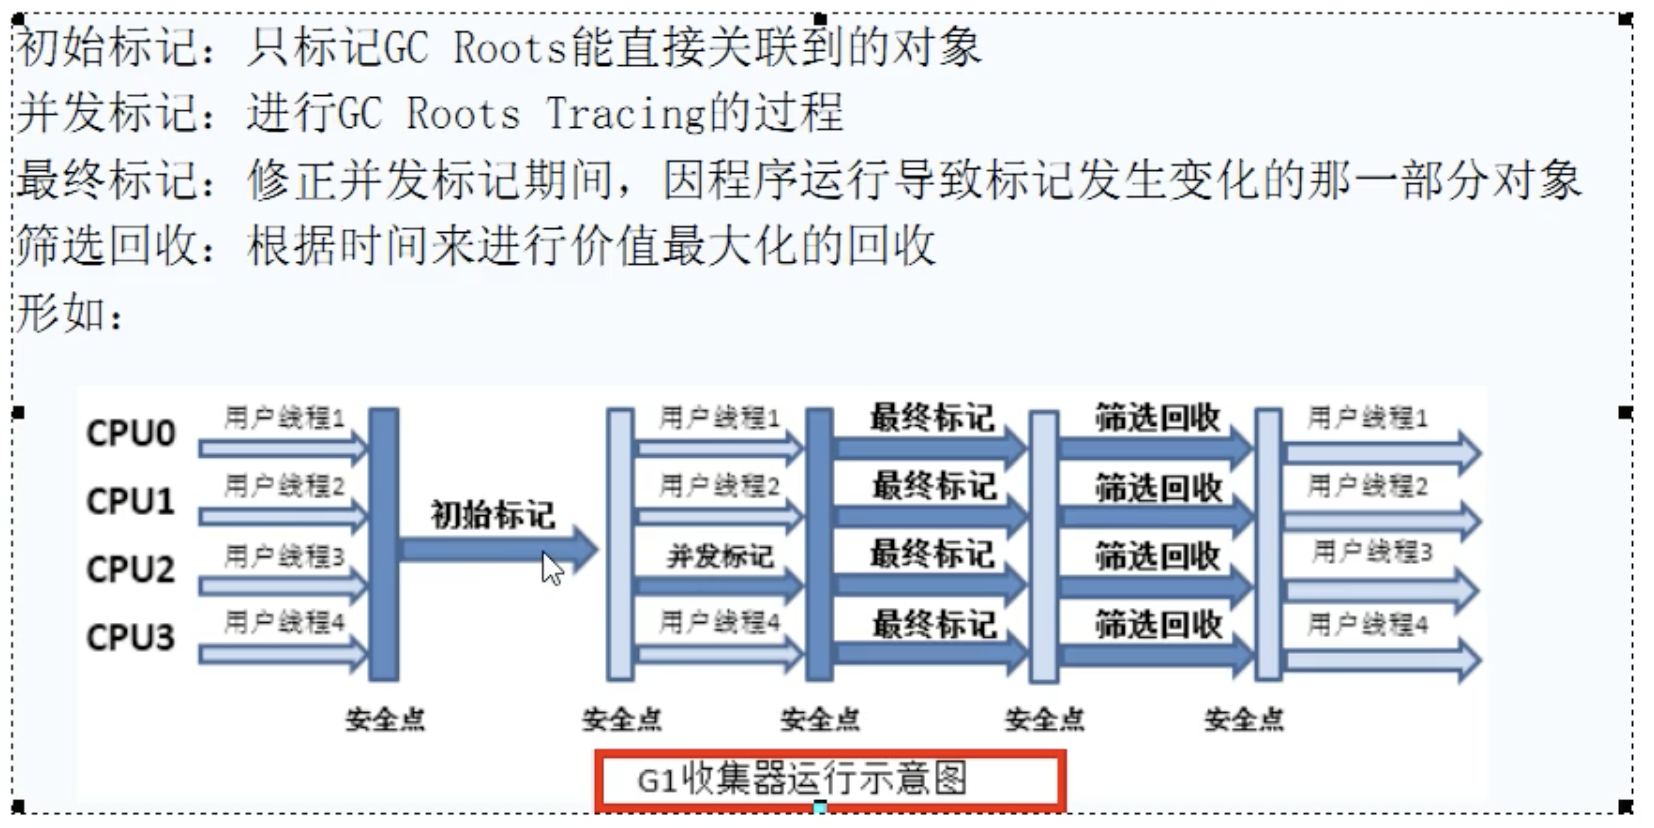 初始标记：只标记GC Roots能直接关联到的对象
并发标记：进行GC Roots Tracing的过程
最终标记：修正并发标记期间，因程序运行导致标记发生变化的那一部分对象
筛选回收：根据时间来进行价值最大化的回收
形如：
CPU0 用户线程1 用户线程1 最终标记 筛选回收 用户线程1
CPU1 用户线程2 用户线程2 最终标记 筛选回收 用户线程2
初始标记
CPU2 用户线程3 并发标记 最终标记 筛选回收 用户线程3
CPU3 用户线程4 用户线程4 最终标记 筛选回收 用户线程4
安全点 安全点 安全点 安全点 安全点
G1收集器运行示意图